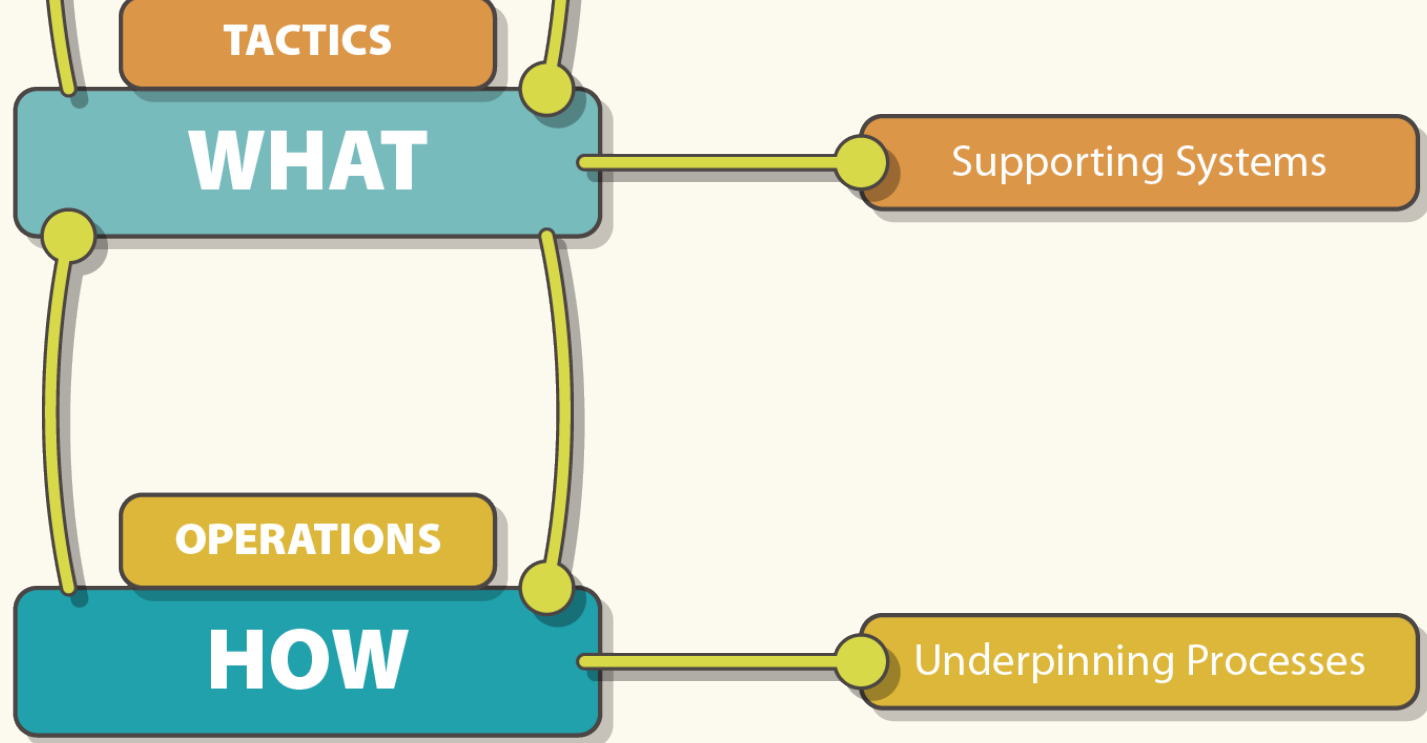 TACTICS
WHAT
Supporting Systems
OPERATIONS
HOW
Underpinning Processes